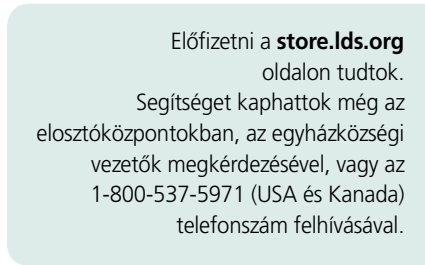 Előfizetni a store.lds.org
oldalon tudtok.
Segítséget kaphattok még az
elosztóközpontokban, az egyházközségi
vezetők megkérdezésével, vagy az
1-800-537-5971 (USA és Kanada)
telefonszám felhívásával.